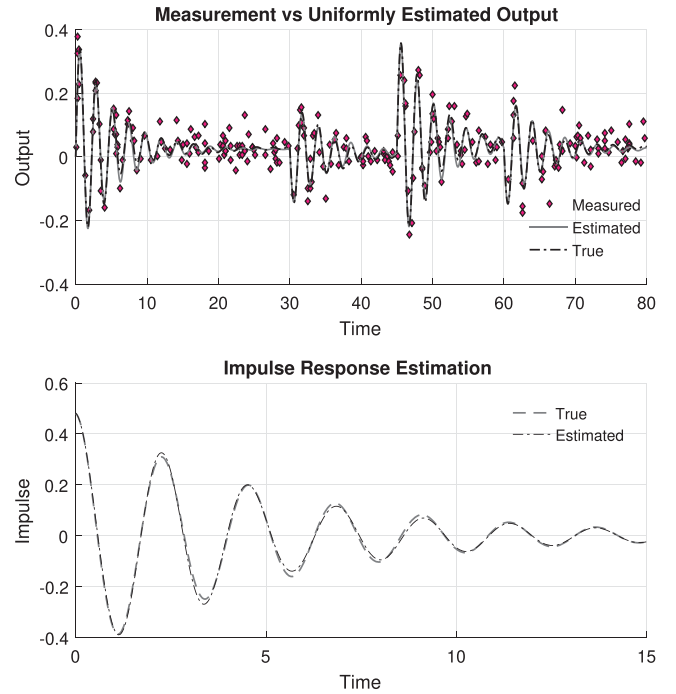 Measurement vs Uniformly Estimated Output
0.4
0.2
0
-0.2
-0.4
Output
Measured
Estimated
True
0 10 20 30 40 50 60 70 80
Time
Impulse Response Estimation
0.6
0.4
0.2
0
-0.2
-0.4
Impulse
True
Estimated
0 5 10 15
Time